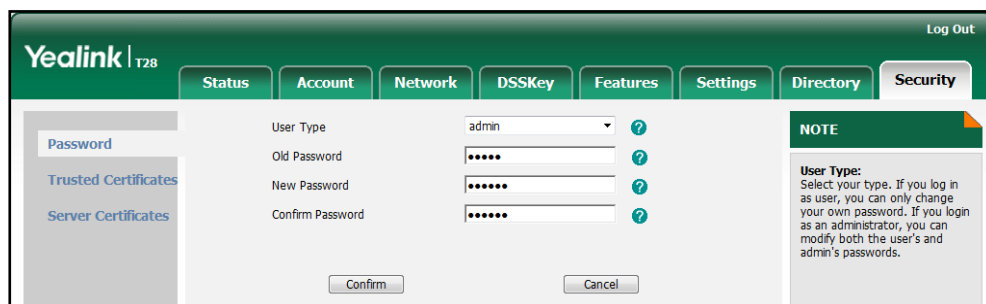 Log Out
Yealink | T28
Status Account Network DSSKey Features Settings Directory Security
Password
Trusted Certificates
Server Certificates
User Type admin
Old Password •••••
New Password ••••••
Confirm Password ••••••
Confirm Cancel
NOTE
User Type:
Select your type. If you log in
as user, you can only change
your own password. If you login
as an administrator, you can
modify both the user's and
admin's passwords.